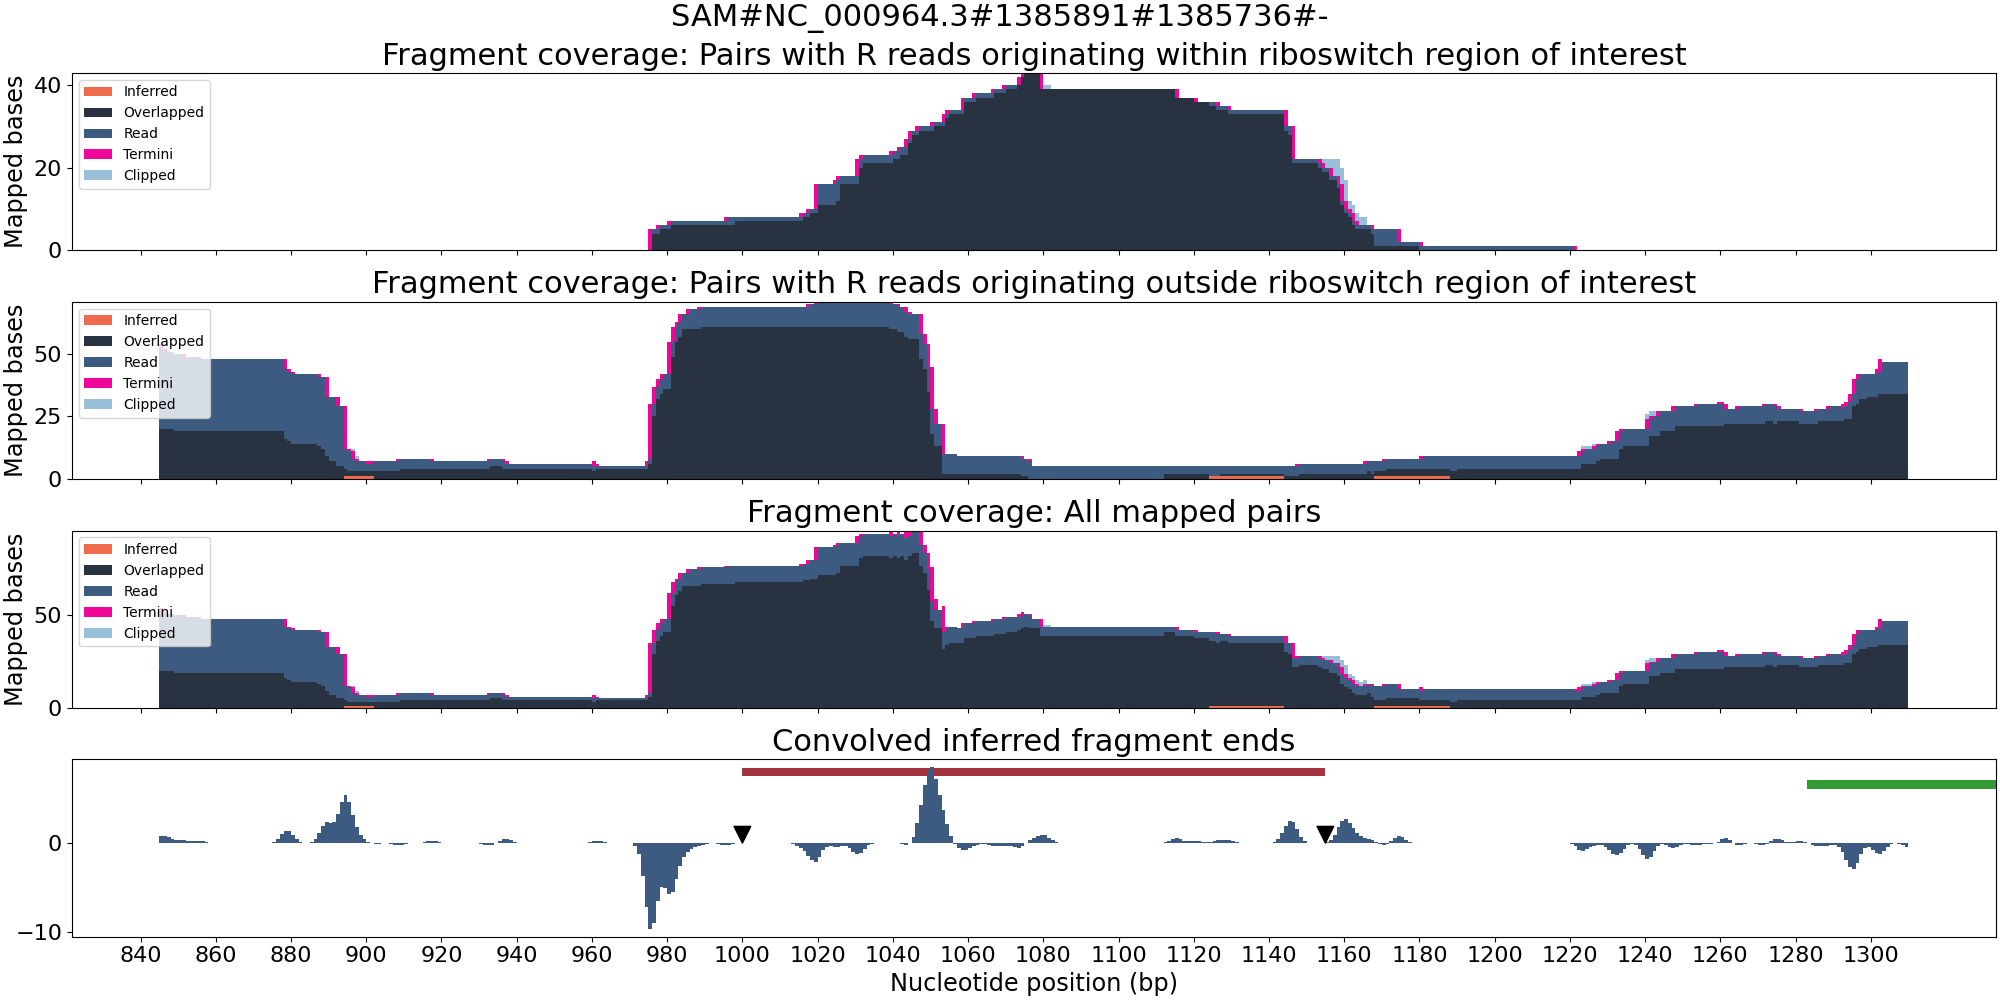 SAM#NC_000964.3#1385891#1385736#-
Fragment coverage: Pairs with R reads originating within riboswitch region of interest
Mapped bases
40
20
0
Inferred
Overlapped
Read
Termini
Clipped
Fragment coverage: Pairs with R reads originating outside riboswitch region of interest
Mapped bases
50
25
0
Inferred
Overlapped
Read
Termini
Clipped
Fragment coverage: All mapped pairs
Mapped bases
50
0
Inferred
Overlapped
Read
Termini
Clipped
Convolved inferred fragment ends
0
−10
840 860 880 900 920 940 960 980 1000 1020 1040 1060 1080 1100 1120 1140 1160 1180 1200 1220 1240 1260 1280 1300
Nucleotide position (bp)